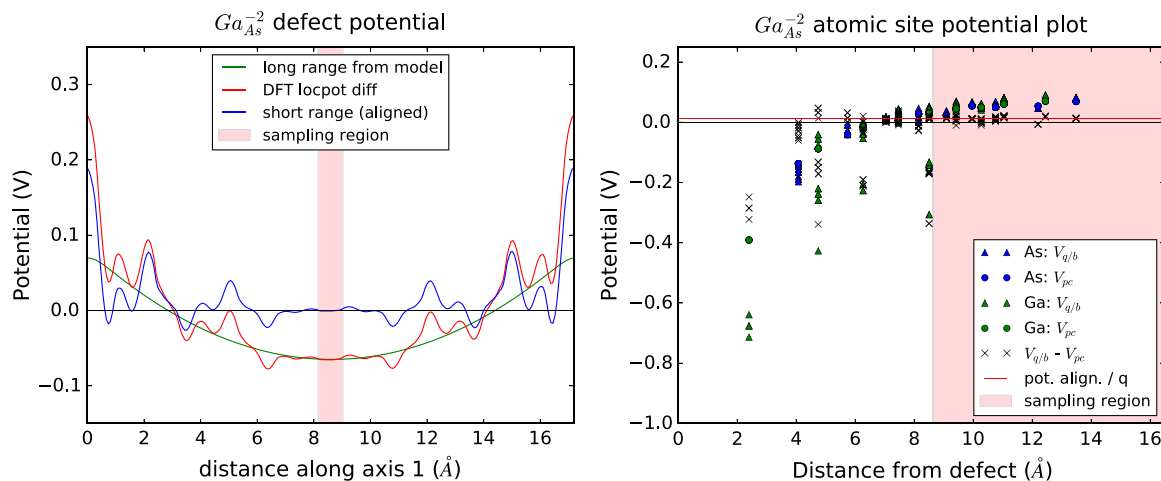 $Ga_{As}^{-2}$ defect potential
Potential (V)
0.3
0.2
0.1
0.0
−0.1
long range from model
DFT locpot diff
short range (aligned)
sampling region
0 2 4 6 8 10 12 14 16
distance along axis 1 (Å)
$Ga_{As}^{-2}$ atomic site potential plot
Potential (V)
0.2
0.0
−0.2
−0.4
−0.6
−0.8
−1.0
As: $V_{q/b}$
As: $V_{pc}$
Ga: $V_{q/b}$
Ga: $V_{pc}$
$V_{q/b}$ - $V_{pc}$
pot. align. / q
sampling region
0 2 4 6 8 10 12 14 16
Distance from defect (Å)